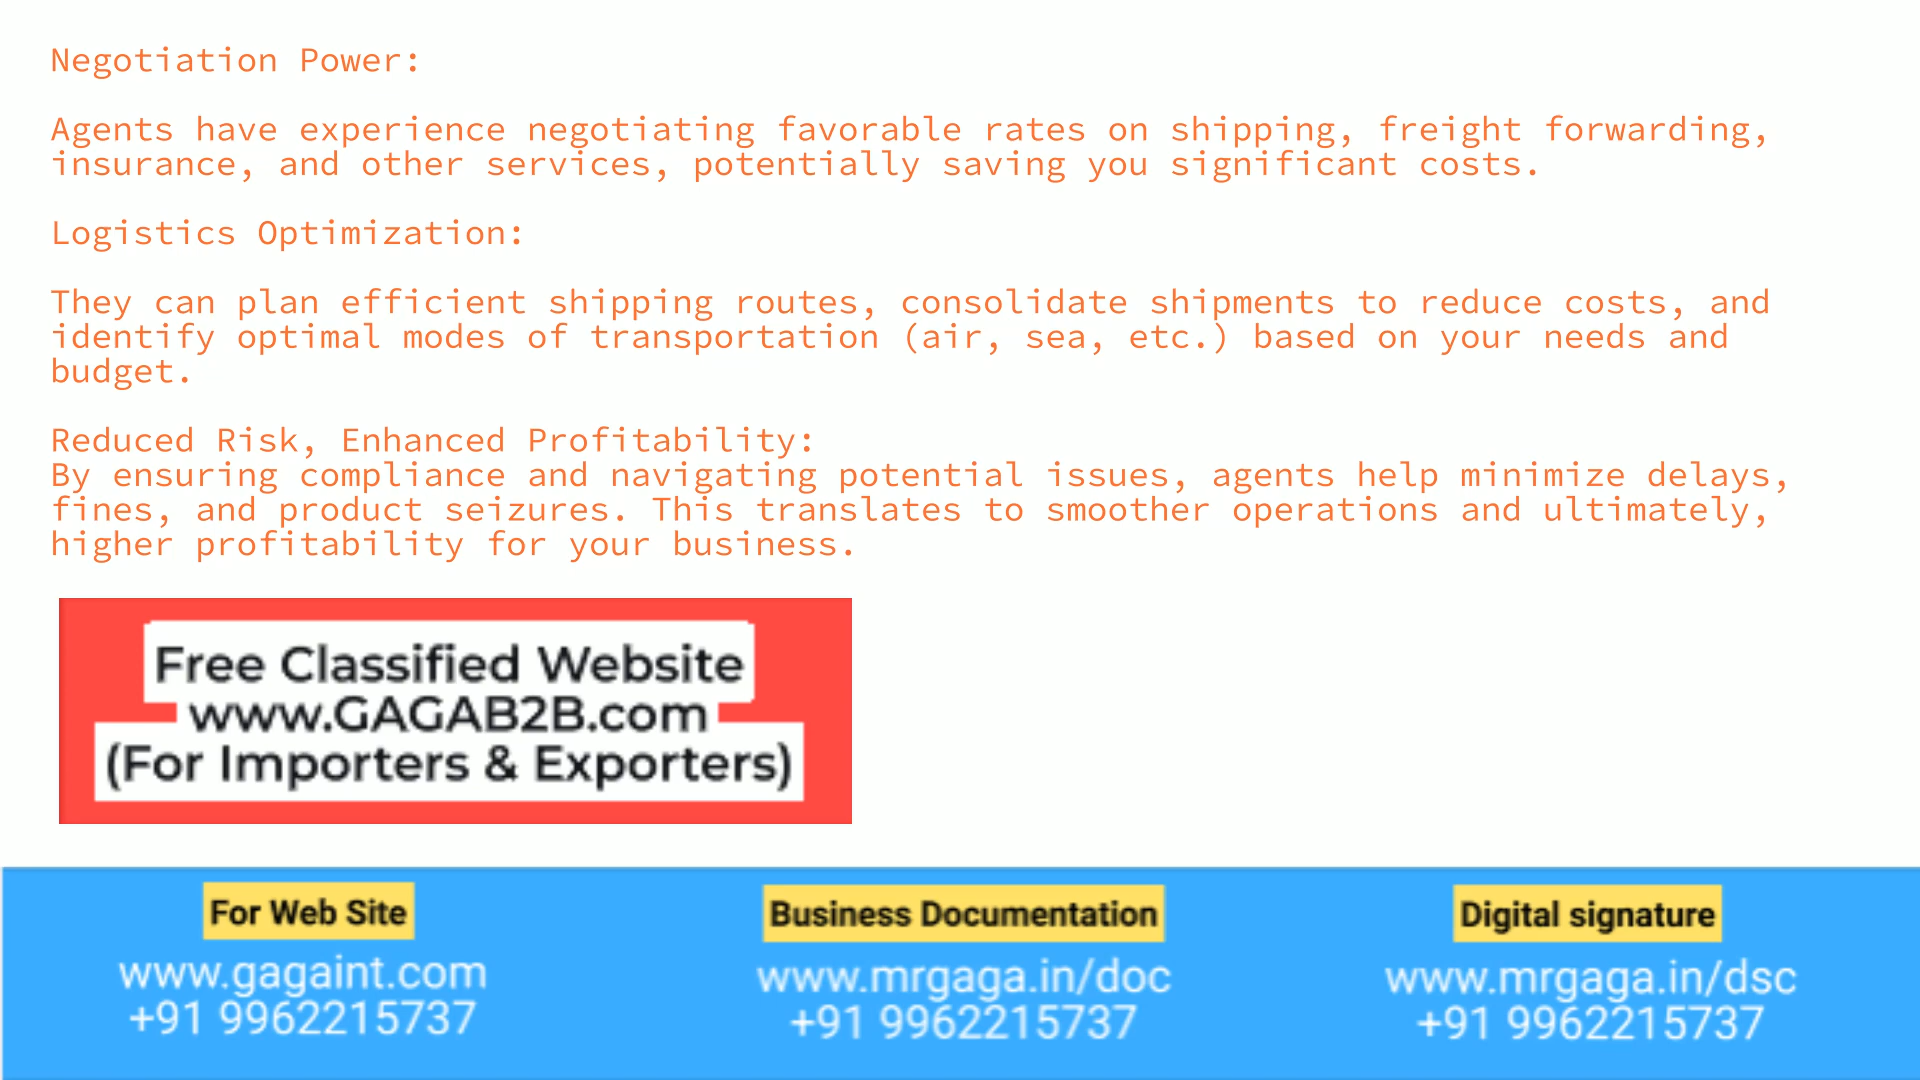 Negotiation Power:
Agents have experience negotiating favorable rates on shipping, freight forwarding,
insurance, and other services, potentially saving you significant costs.
Logistics Optimization:
They can plan efficient shipping routes, consolidate shipments to reduce costs, and
identify optimal modes of transportation (air, sea, etc.) based on your needs and
budget.
Reduced Risk, Enhanced Profitability:
By ensuring compliance and navigating potential issues, agents help minimize delays,
fines, and product seizures. This translates to smoother operations and ultimately,
higher profitability for your business.
Free Classified Website
www.GAGAB2B.com
(For Importers & Exporters)
For Web Site
www.gagaint.com
+91 9962215737
Business Documentation
www.mrgaga.in/doc
+91 9962215737
Digital signature
www.mrgaga.in/dsc
+91 9962215737